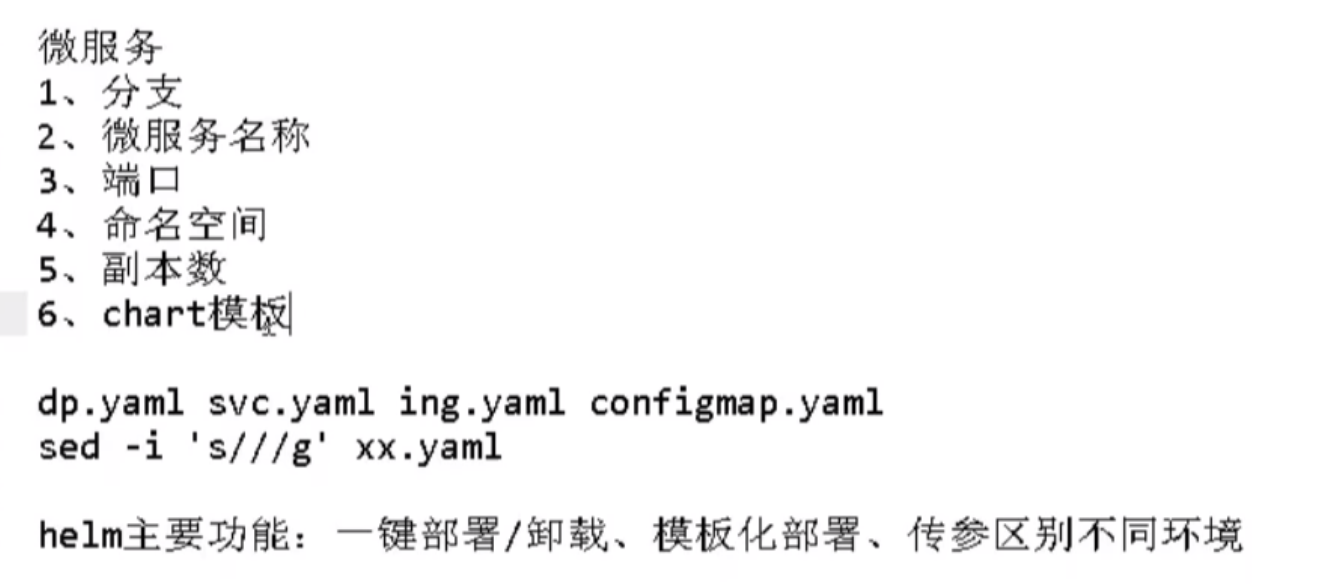 微服务
1、分支
2、微服务名称
3、端口
4、命名空间
5、副本数
6、chart模板
dp.yaml svc.yaml ing.yaml configmap.yaml
sed -i 's///g' xx.yaml
helm主要功能：一键部署/卸载、模板化部署、传参区别不同环境